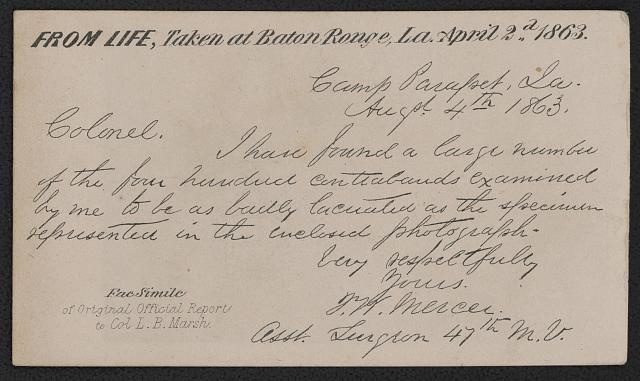 FROM LIFE, Taken at Baton Rouge, La. April 2.d 1863.
Camp Parapet, La.
Augst. 4th 1863.
Colonel.
I have found a large number
of the four hundred contrabands examined
by me to be as badly lacerated as the specimen
represented in the enclosed photograph-
Very respectfully
Yours.
J. W. Mercer.
Asst. Surgeon 47th M. V.
Fac Simile
of Original Official Report
to Col L. B. Marsh.